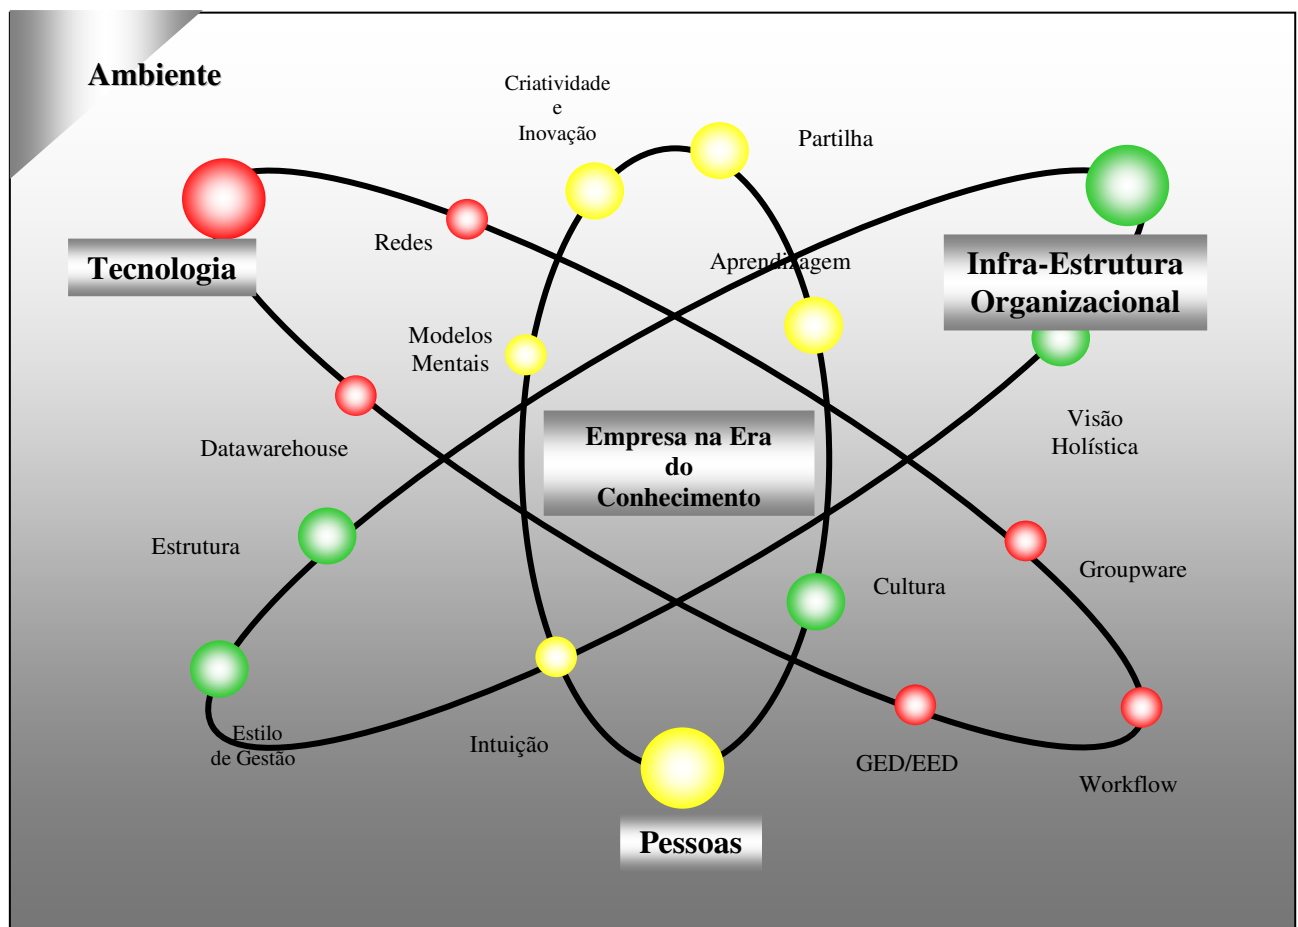 Ambiente
Criatividade
e
Inovação
Partilha
Redes
Tecnologia
Aprendizagem
Infra-Estrutura
Organizacional
Modelos
Mentais
Datawarehouse
Visão
Holística
Empresa na Era
do
Conhecimento
Estrutura
Groupware
Cultura
Estilo
de Gestão
Intuição
GED/EED
Workflow
Pessoas